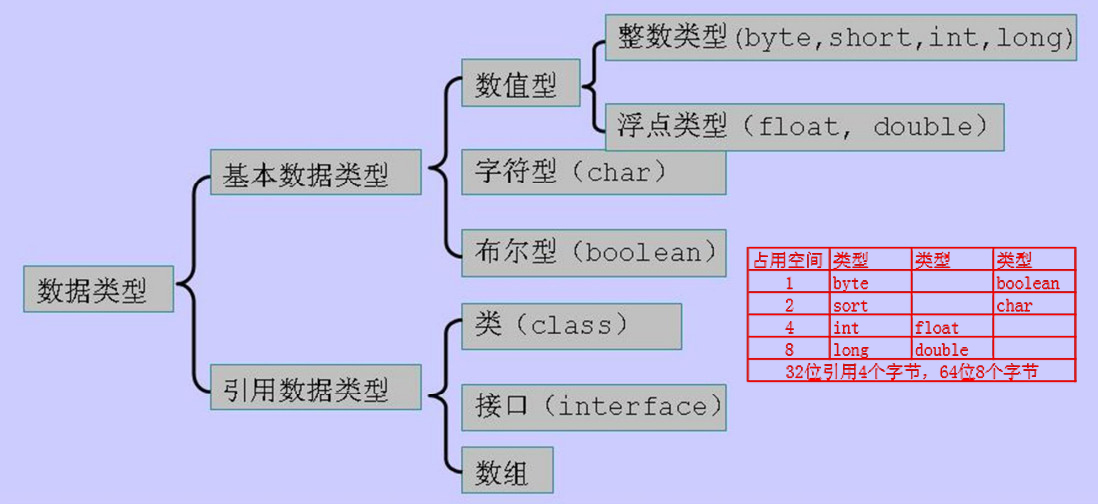 整数类型(byte,short,int,long)
数值型
浮点类型（float, double）
基本数据类型
字符型（char）
布尔型（boolean）
数据类型
类（class）
引用数据类型
接口（interface）
数组
占用空间 类型 类型 类型
1 byte boolean
2 sort char
4 int float
8 long double
32位引用4个字节, 64位8个字节